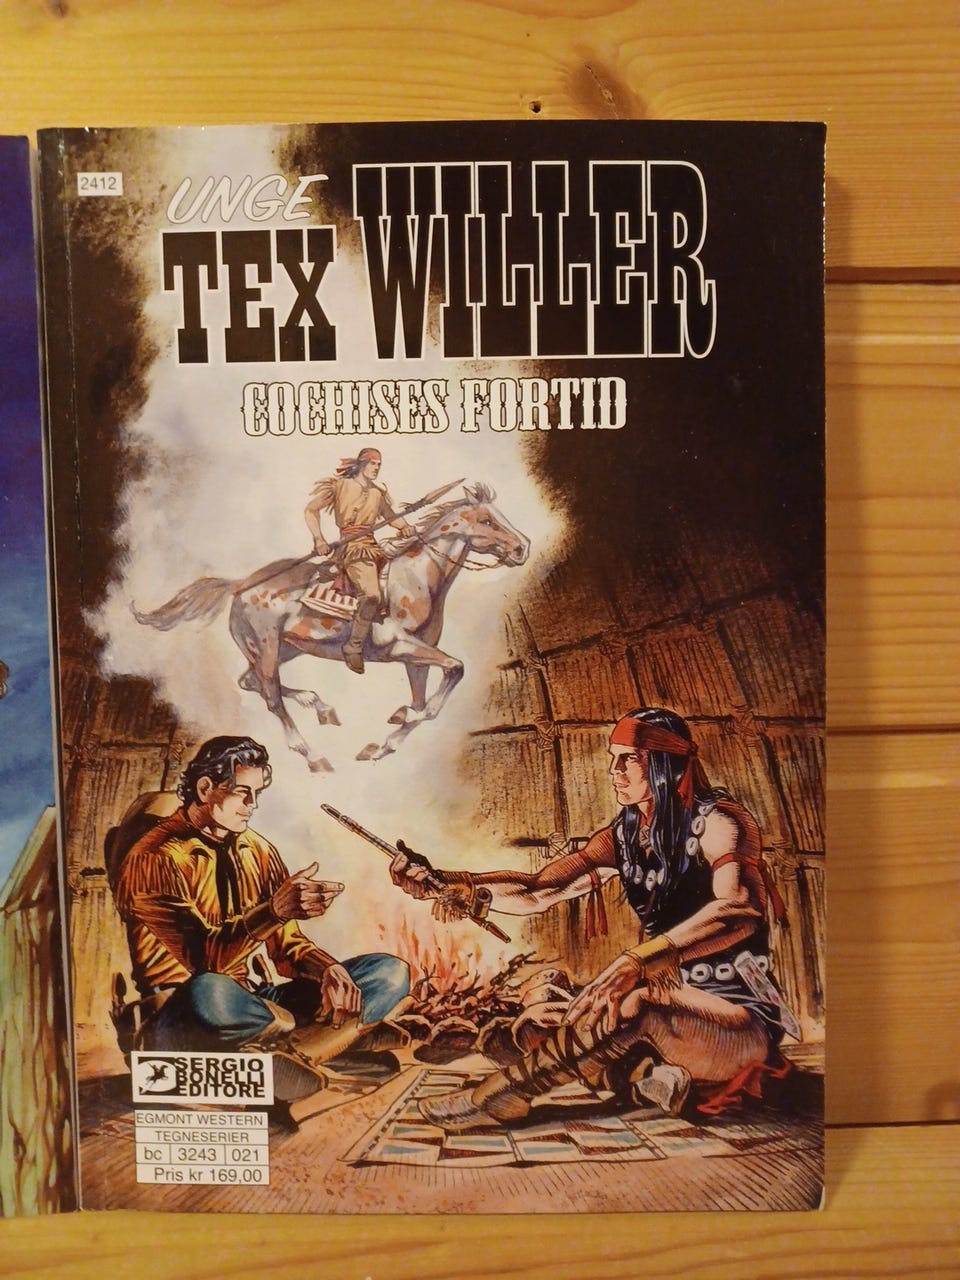 2412
UNGE
TEX WILLER
COCHISES FORTID
SERGIO
BONELLI
EDITORE
EGMONT WESTERN
TEGNESERIER
bc 3243 021
Pris kr 169,00